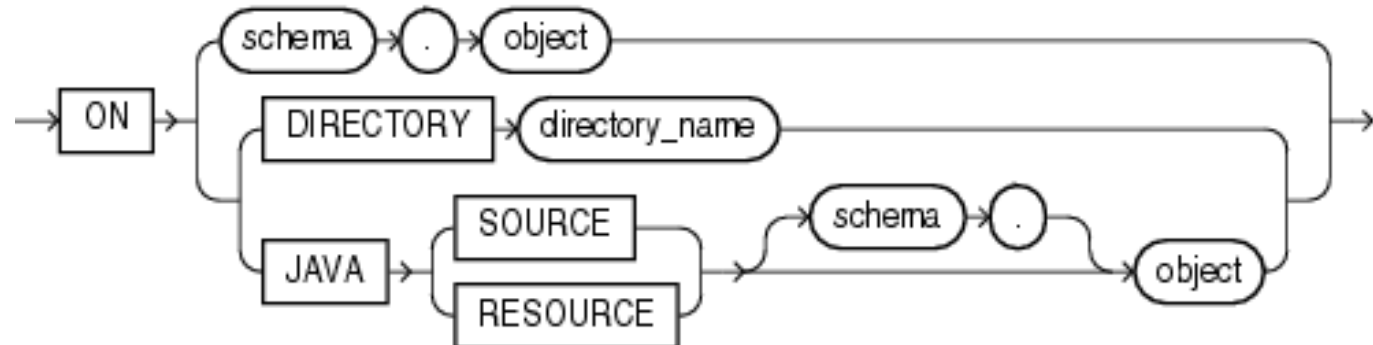 schema . object
ON
DIRECTORY directory_name
schema .
SOURCE
JAVA object
RESOURCE